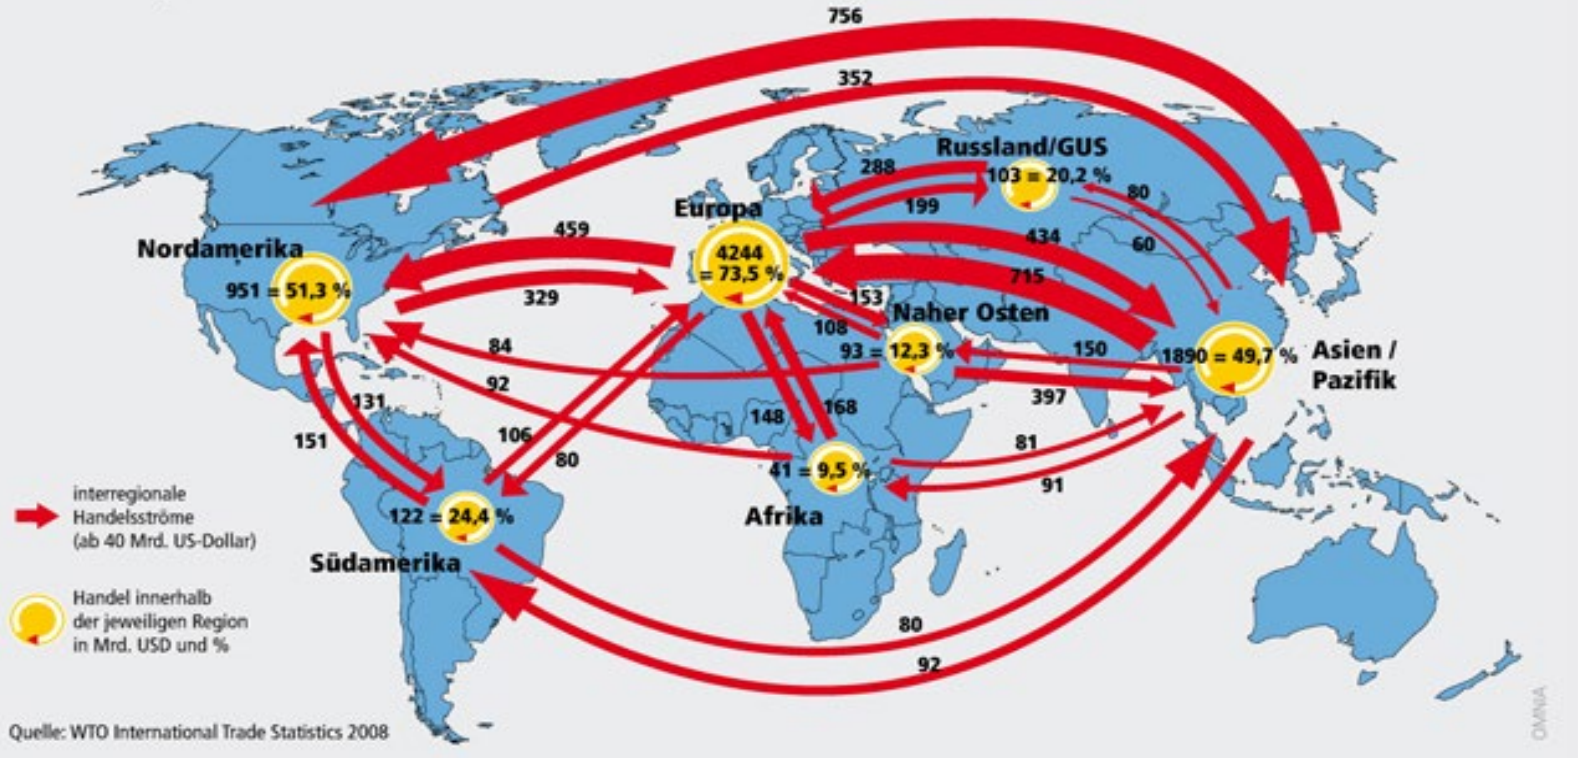 756
352
Russland/GUS
288
103 = 20,2 %
80
199
Europa
459
434
60
Nordamerika
4244
= 73,5 %
715
951 = 51,3 %
329
153
Naher Osten
108
84
93 = 12,3 %
150
1890 = 49,7 %
Asien /
Pazifik
92
397
131
148
168
151
106
80
81
41 = 9,5 %
91
122 = 24,4 %
Afrika
Südamerika
80
92
interregionale
Handelsströme
(ab 40 Mrd. US-Dollar)
Handel innerhalb
der jeweiligen Region
in Mrd. USD und %
Quelle: WTO International Trade Statistics 2008
OMNIA